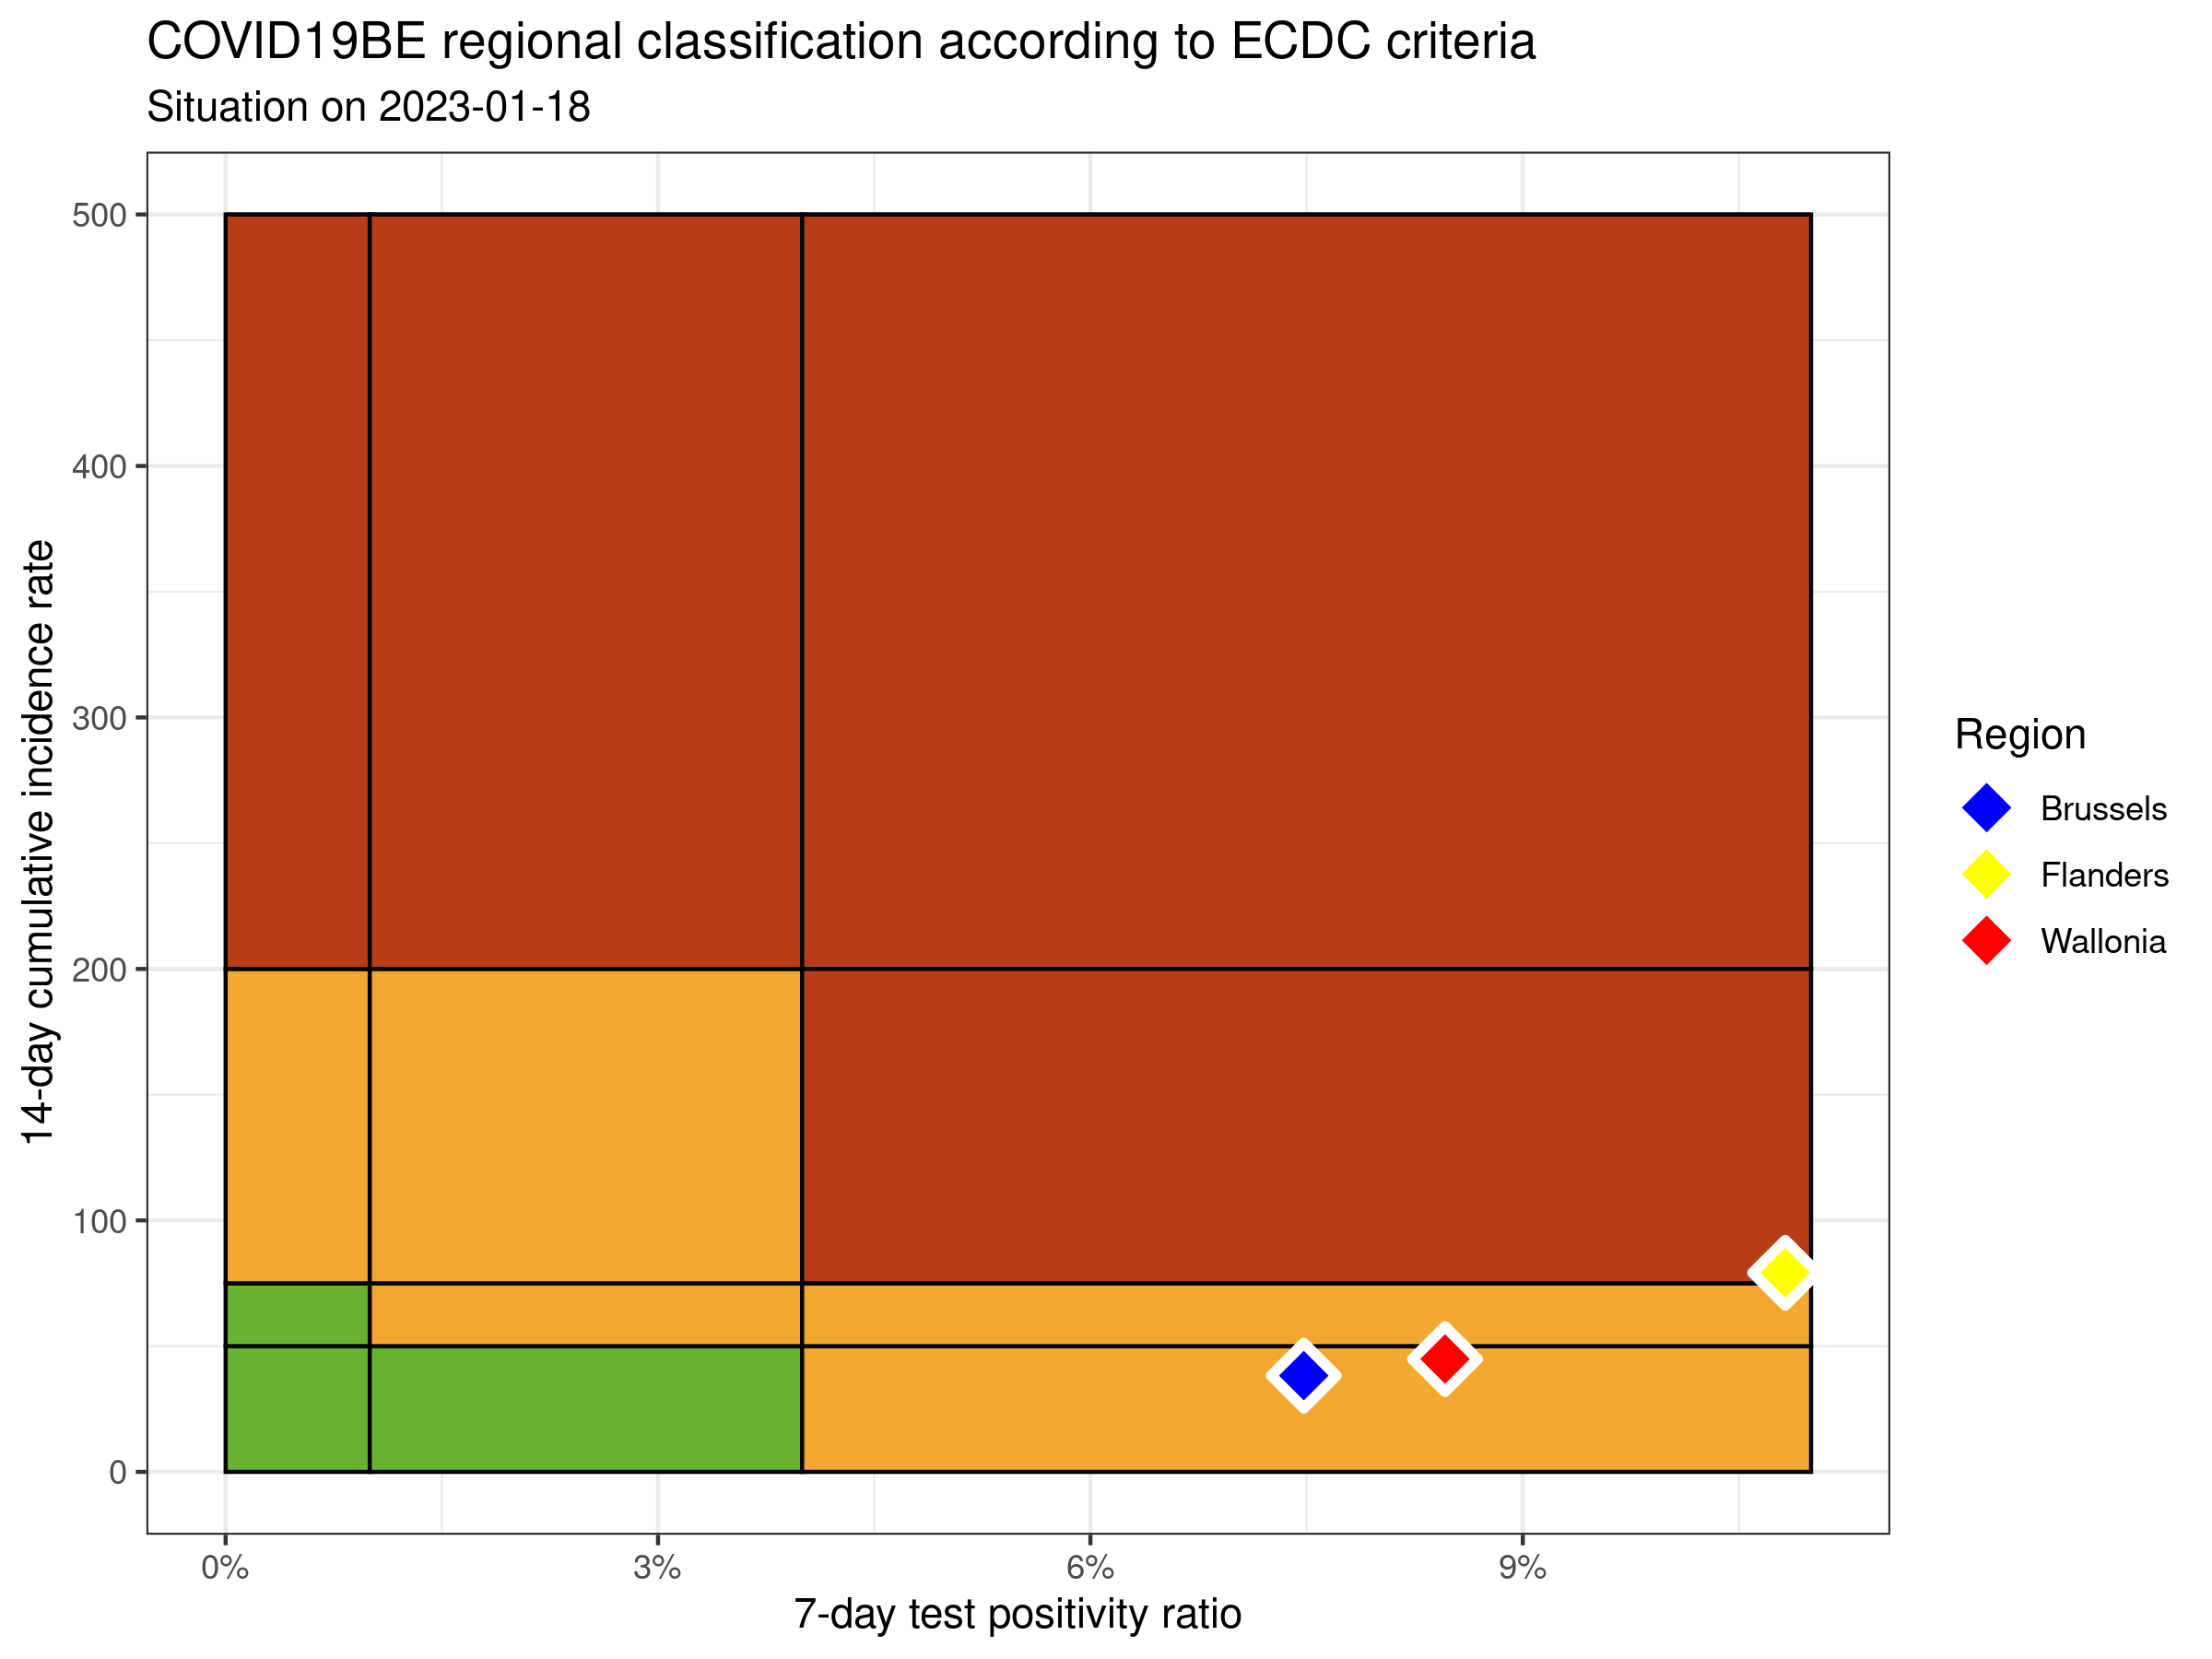 COVID19BE regional classification according to ECDC criteria
Situation on 2023-01-18
14-day cumulative incidence rate
500
400
300
200
100
0
0%
3%
6%
9%
7-day test positivity ratio
Region
Brussels
Flanders
Wallonia